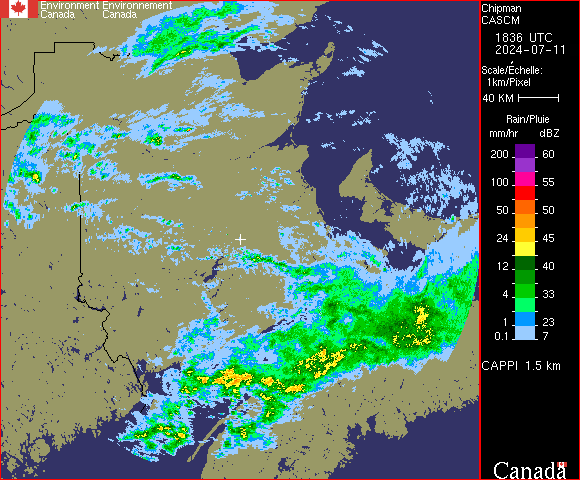 Environment Environnement
Canada Canada
Chipman
CASCM
1836 UTC
2024-07-11
Scale/Échelle:
1km/Pixel
40 KM
Rain/Pluie
mm/hr dBZ
200 60
100 55
50 50
24 45
12 40
4 33
1 23
0.1 7
CAPPI 1.5 km
Canada